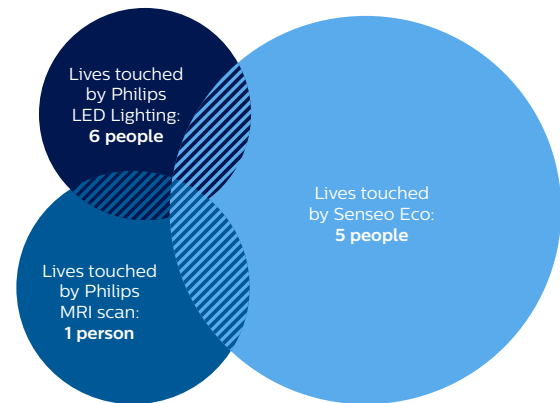 Lives touched
by Philips
LED Lighting:
6 people
Lives touched
by Senseo Eco:
5 people
Lives touched
by Philips
MRI scan:
1 person